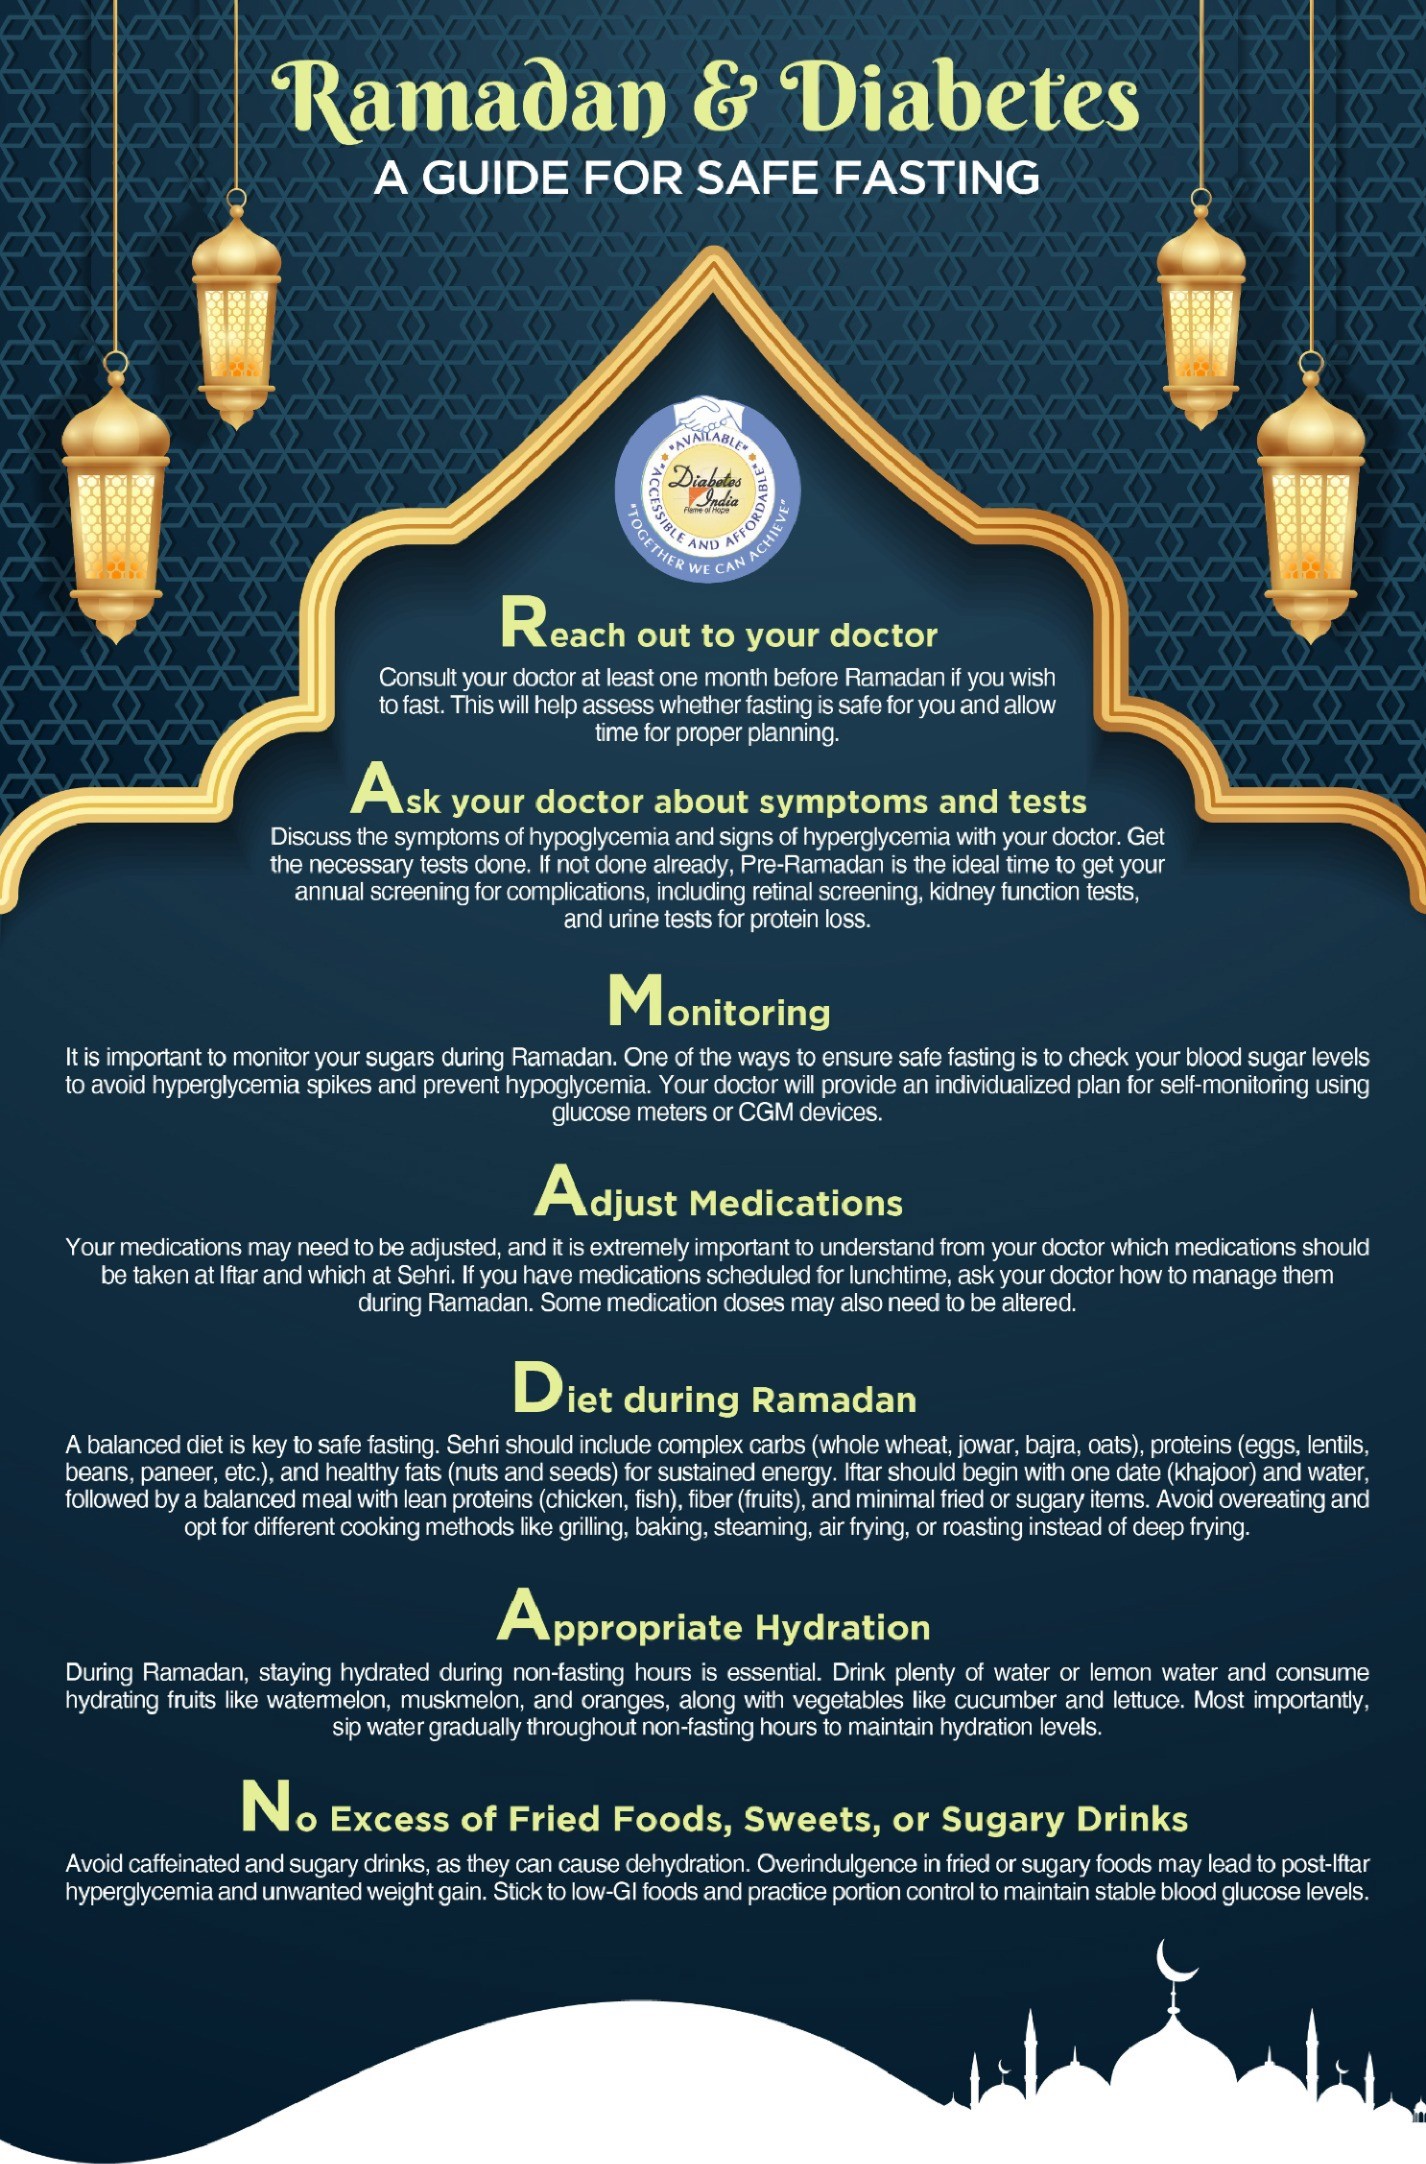 Ramadan & Diabetes
A GUIDE FOR SAFE FASTING
"AVAILABLE"
"ACCESSIBLE AND AFFORDABLE"
Diabetes
India
Flame of Hope
"TOGETHER WE CAN ACHIEVE"
Reach out to your doctor
Consult your doctor at least one month before Ramadan if you wish
to fast. This will help assess whether fasting is safe for you and allow
time for proper planning.
Ask your doctor about symptoms and tests
Discuss the symptoms of hypoglycemia and signs of hyperglycemia with your doctor. Get
the necessary tests done. If not done already, Pre-Ramadan is the ideal time to get your
annual screening for complications, including retinal screening, kidney function tests,
and urine tests for protein loss.
Monitoring
It is important to monitor your sugars during Ramadan. One of the ways to ensure safe fasting is to check your blood sugar levels
to avoid hyperglycemia spikes and prevent hypoglycemia. Your doctor will provide an individualized plan for self-monitoring using
glucose meters or CGM devices.
Adjust Medications
Your medications may need to be adjusted, and it is extremely important to understand from your doctor which medications should
be taken at Iftar and which at Sehri. If you have medications scheduled for lunchtime, ask your doctor how to manage them
during Ramadan. Some medication doses may also need to be altered.
Diet during Ramadan
A balanced diet is key to safe fasting. Sehri should include complex carbs (whole wheat, jowar, bajra, oats), proteins (eggs, lentils,
beans, paneer, etc.), and healthy fats (nuts and seeds) for sustained energy. Iftar should begin with one date (khajoor) and water,
followed by a balanced meal with lean proteins (chicken, fish), fiber (fruits), and minimal fried or sugary items. Avoid overeating and
opt for different cooking methods like grilling, baking, steaming, air frying, or roasting instead of deep frying.
Appropriate Hydration
During Ramadan, staying hydrated during non-fasting hours is essential. Drink plenty of water or lemon water and consume
hydrating fruits like watermelon, muskmelon, and oranges, along with vegetables like cucumber and lettuce. Most importantly,
sip water gradually throughout non-fasting hours to maintain hydration levels.
No Excess of Fried Foods, Sweets, or Sugary Drinks
Avoid caffeinated and sugary drinks, as they can cause dehydration. Overindulgence in fried or sugary foods may lead to post-Iftar
hyperglycemia and unwanted weight gain. Stick to low-GI foods and practice portion control to maintain stable blood glucose levels.